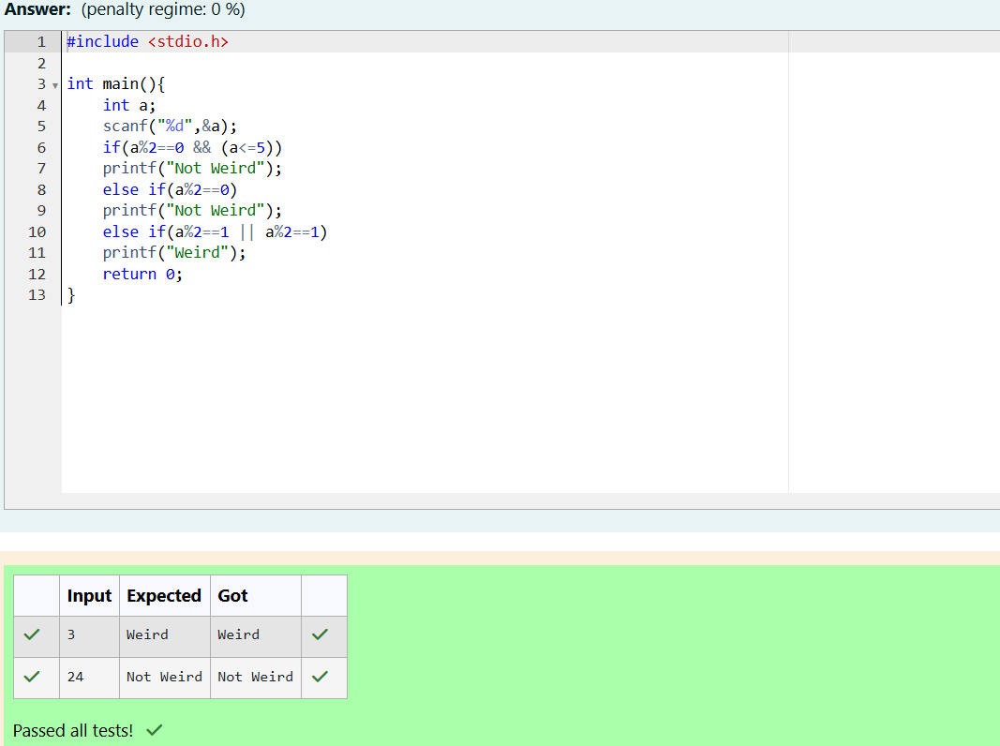 Answer: (penalty regime: 0 %)
1 #include <stdio.h>
2
3 int main(){
4     int a;
5     scanf("%d",&a);
6     if(a%2==0 && (a<=5))
7     printf("Not Weird");
8     else if(a%2==0)
9     printf("Not Weird");
10     else if(a%2==1 || a%2==1)
11     printf("Weird");
12     return 0;
13 }
Input Expected Got
3 Weird Weird
24 Not Weird Not Weird
Passed all tests!